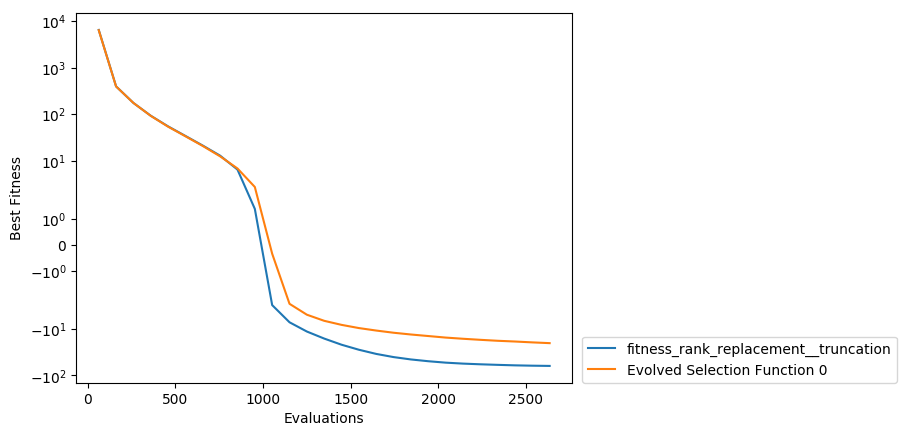 Best Fitness
10⁴
10³
10²
10¹
10⁰
0
−10⁰
−10¹
−10²
0 500 1000 1500 2000 2500
Evaluations
fitness_rank_replacement__truncation
Evolved Selection Function 0